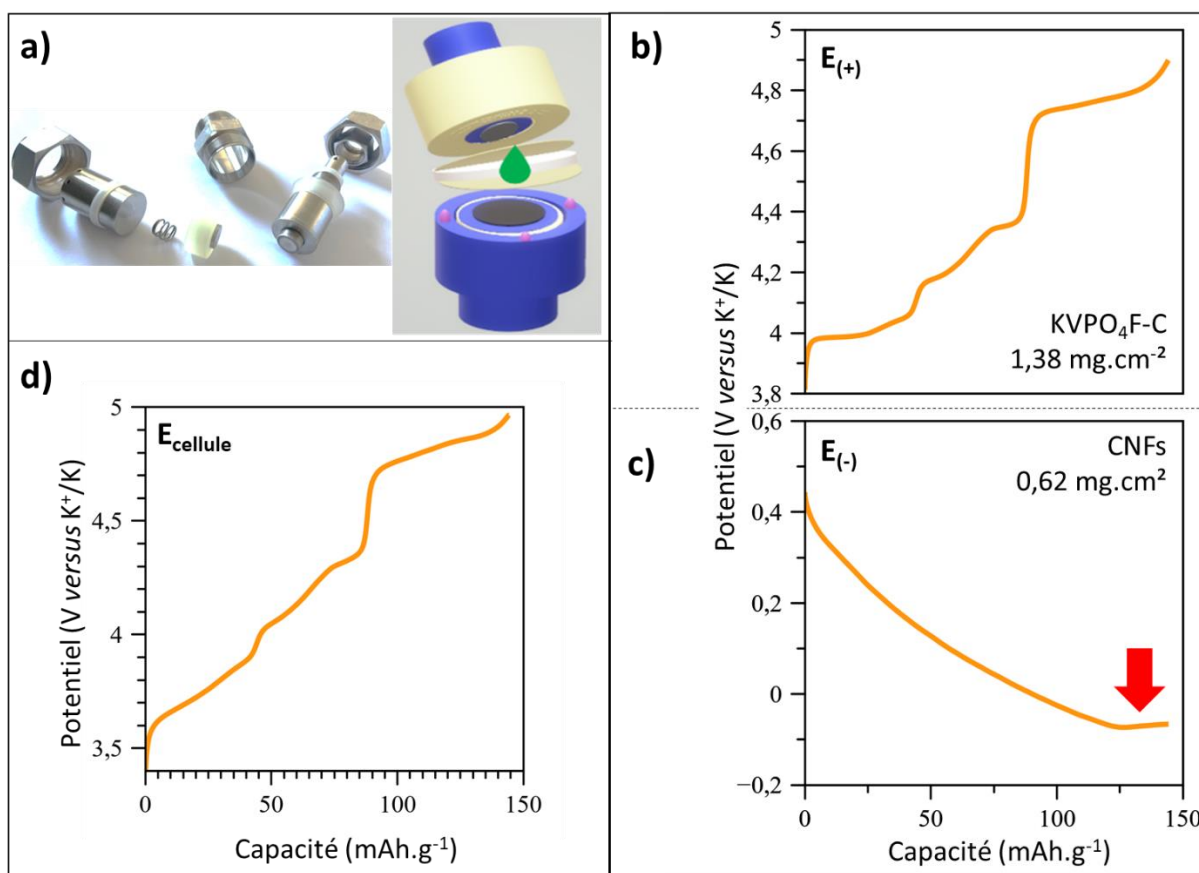 a)
b)
E(+)
5
4,8
4,6
4,4
4,2
4
3,8
Potentiel (V versus K⁺/K)
KVPO₄F-C
1,38 mg.cm⁻²
c)
E(-)
CNFs
0,62 mg.cm²
0,6
0,4
0,2
0
−0,2
0
50
100
150
Capacité (mAh.g⁻¹)
d)
Ecellule
5
4,5
4
3,5
Potentiel (V versus K⁺/K)
0
50
100
150
Capacité (mAh.g⁻¹)